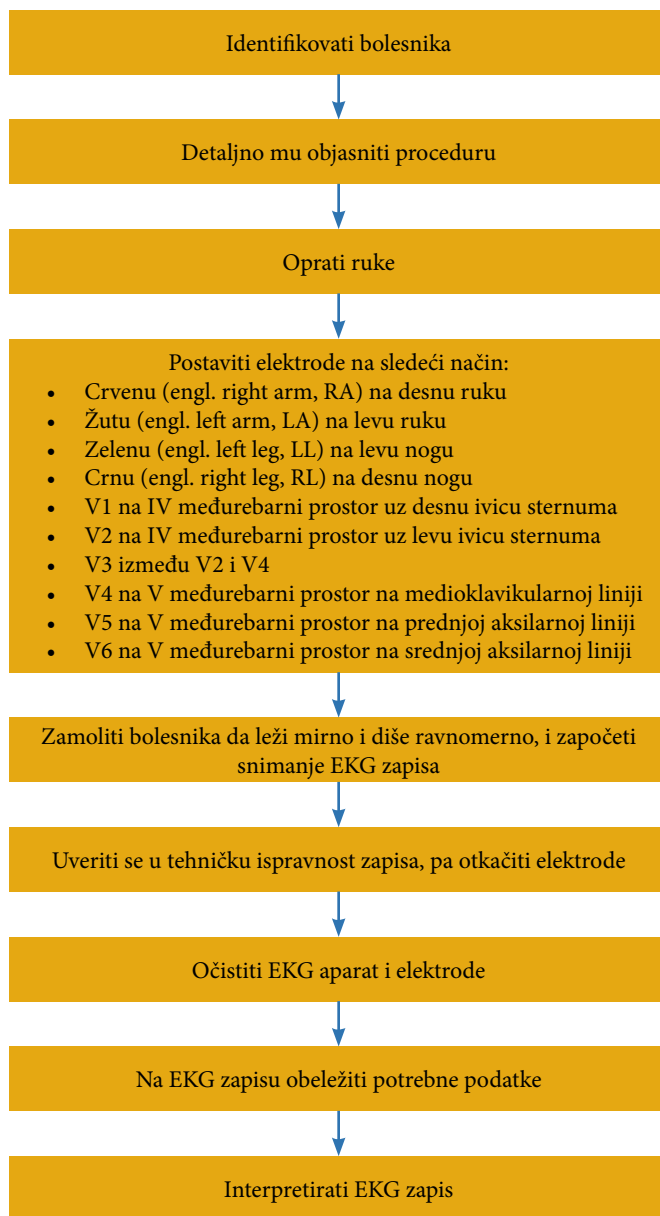 Identifikovati bolesnika
Detaljno mu objasniti proceduru
Oprati ruke
Postaviti elektrode na sledeći način:
• Crvenu (engl. right arm, RA) na desnu ruku
• Žutu (engl. left arm, LA) na levu ruku
• Zelenu (engl. left leg, LL) na levu nogu
• Crnu (engl. right leg, RL) na desnu nogu
• V1 na IV međurebarni prostor uz desnu ivicu sternuma
• V2 na IV međurebarni prostor uz levu ivicu sternuma
• V3 između V2 i V4
• V4 na V međurebarni prostor na medioklavikularnoj liniji
• V5 na V međurebarni prostor na prednjoj aksilarnoj liniji
• V6 na V međurebarni prostor na srednjoj aksilarnoj liniji
Zamoliti bolesnika da leži mirno i diše ravnomerno, i započeti
snimanje EKG zapisa
Uveriti se u tehničku ispravnost zapisa, pa otkačiti elektrode
Očistiti EKG aparat i elektrode
Na EKG zapisu obeležiti potrebne podatke
Interpretirati EKG zapis